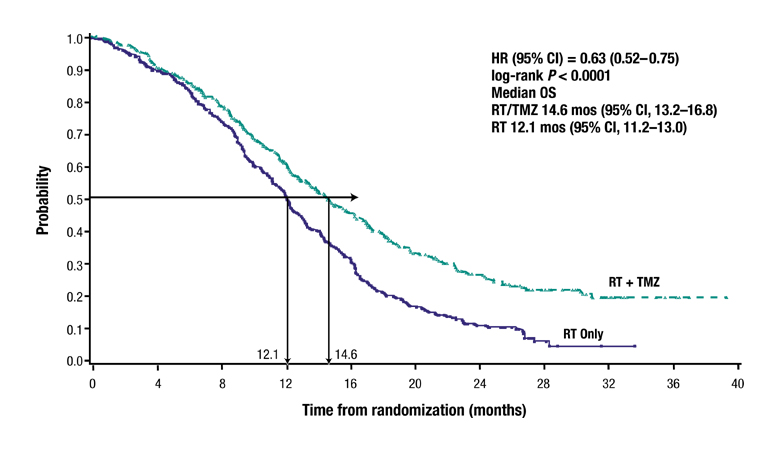 HR (95% CI) = 0.63 (0.52–0.75)
log-rank P < 0.0001
Median OS
RT/TMZ 14.6 mos (95% CI, 13.2–16.8)
RT 12.1 mos (95% CI, 11.2–13.0)
Probability
1.0
0.9
0.8
0.7
0.6
0.5
0.4
0.3
0.2
0.1
0.0
RT + TMZ
RT Only
12.1 14.6
0 4 8 12 16 20 24 28 32 36 40
Time from randomization (months)